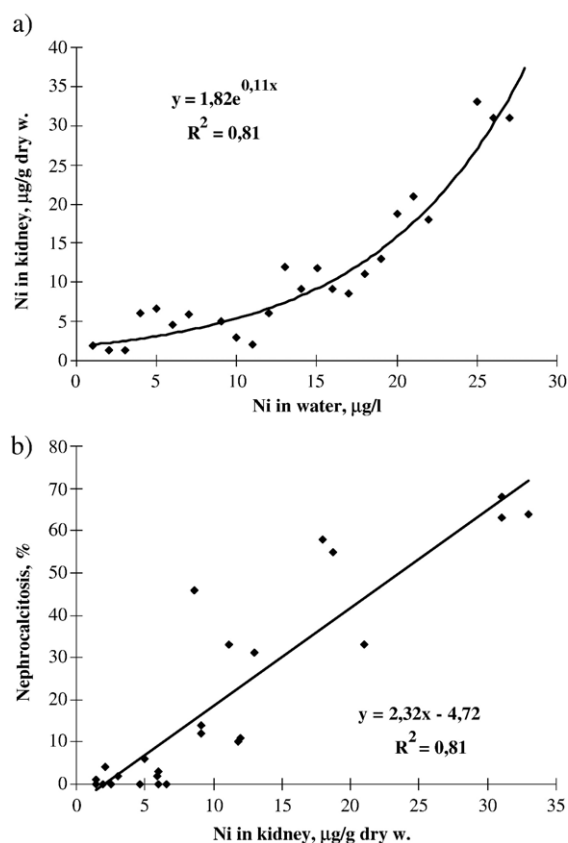 a)
40
35
30
25
20
15
10
5
0
y = 1,82e^0,11x
R^2 = 0,81
Ni in kidney, µg/g dry w.
0 5 10 15 20 25 30
Ni in water, µg/l
b)
80
70
60
50
40
30
20
10
0
Nephrocalcitosis, %
y = 2,32x - 4,72
R^2 = 0,81
0 5 10 15 20 25 30 35
Ni in kidney, µg/g dry w.